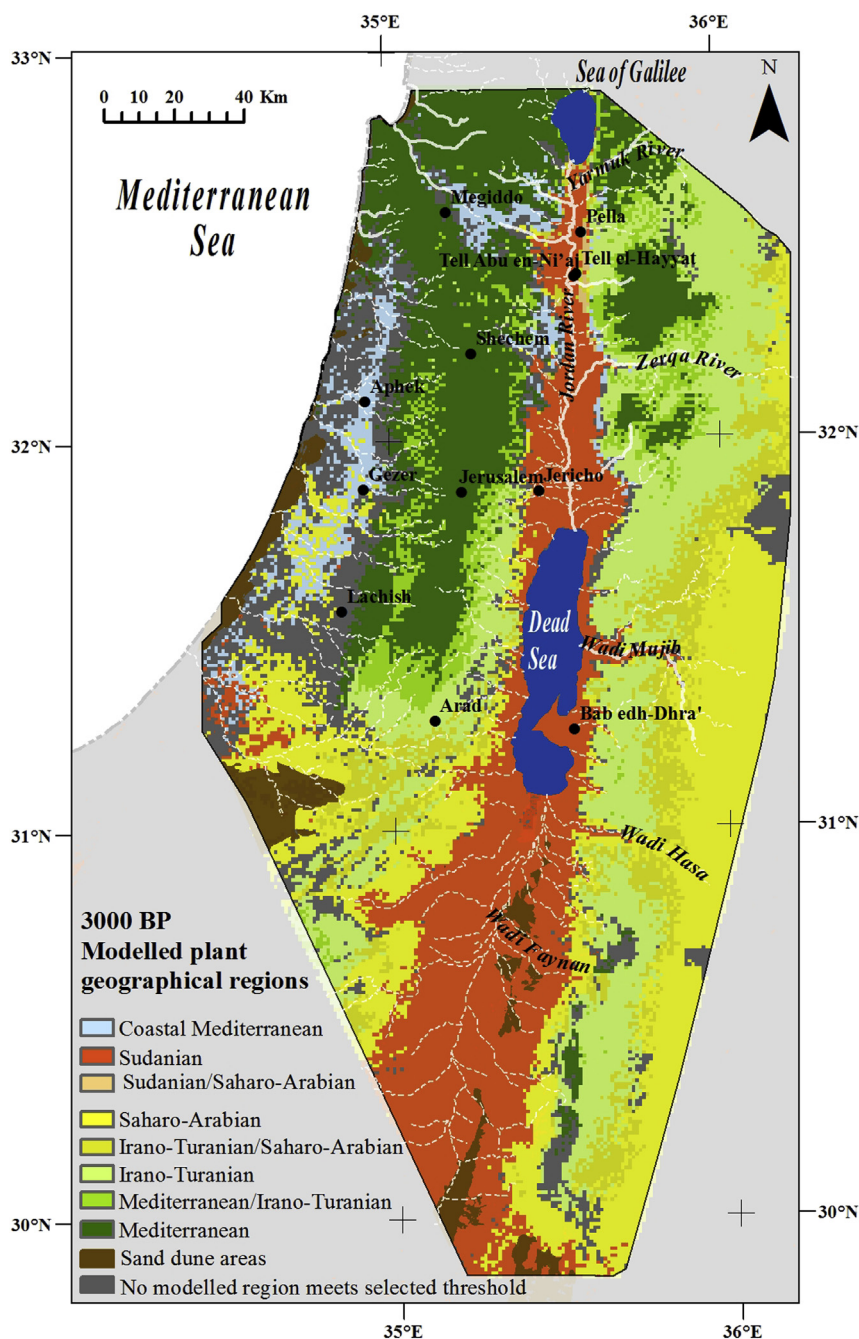 35°E 36°E
33°N
Sea of Galilee
N
0 10 20 40 Km
Yarmuk River
Mediterranean
Sea
Megiddo
Pella
Tell Abu en-Ni'aj Tell el-Hayyat
Jordan River
Shechem
Zerqa River
Aphek
32°N 32°N
Gezer Jerusalem Jericho
Lachish
Dead
Sea
Wadi Mujib
Arad
Bab edh-Dhra'
31°N 31°N
Wadi Hasa
3000 BP
Modelled plant
geographical regions
Wadi Faynan
Coastal Mediterranean
Sudanian
Sudanian/Saharo-Arabian
Saharo-Arabian
Irano-Turanian/Saharo-Arabian
Irano-Turanian
Mediterranean/Irano-Turanian
Mediterranean
30°N 30°N
Sand dune areas
No modelled region meets selected threshold
35°E 36°E